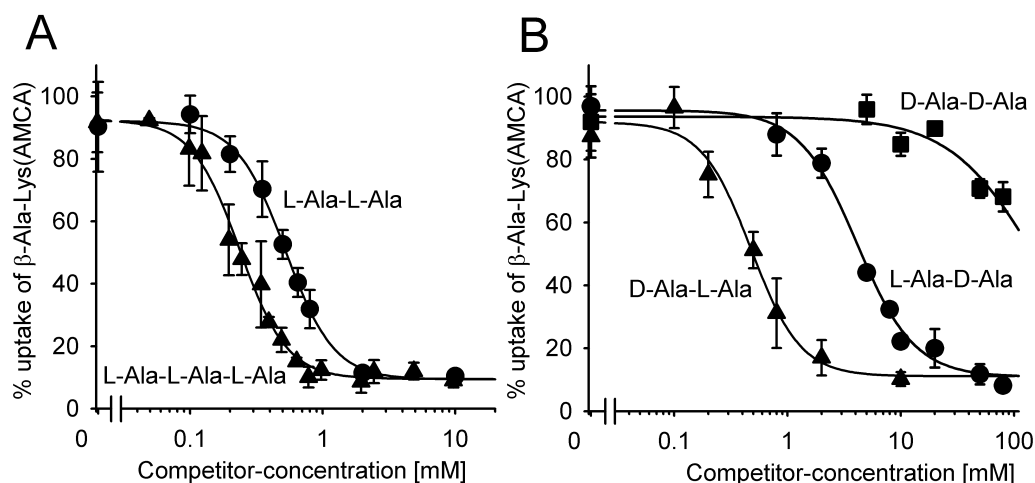 A
% uptake of β-Ala-Lys(AMCA)
100
80
60
40
20
0
L-Ala-L-Ala
L-Ala-L-Ala-L-Ala
0 0.1 1 10
Competitor-concentration [mM]
B
% uptake of β-Ala-Lys(AMCA)
100
80
60
40
20
0
D-Ala-D-Ala
D-Ala-L-Ala
L-Ala-D-Ala
0 0.1 1 10 100
Competitor-concentration [mM]